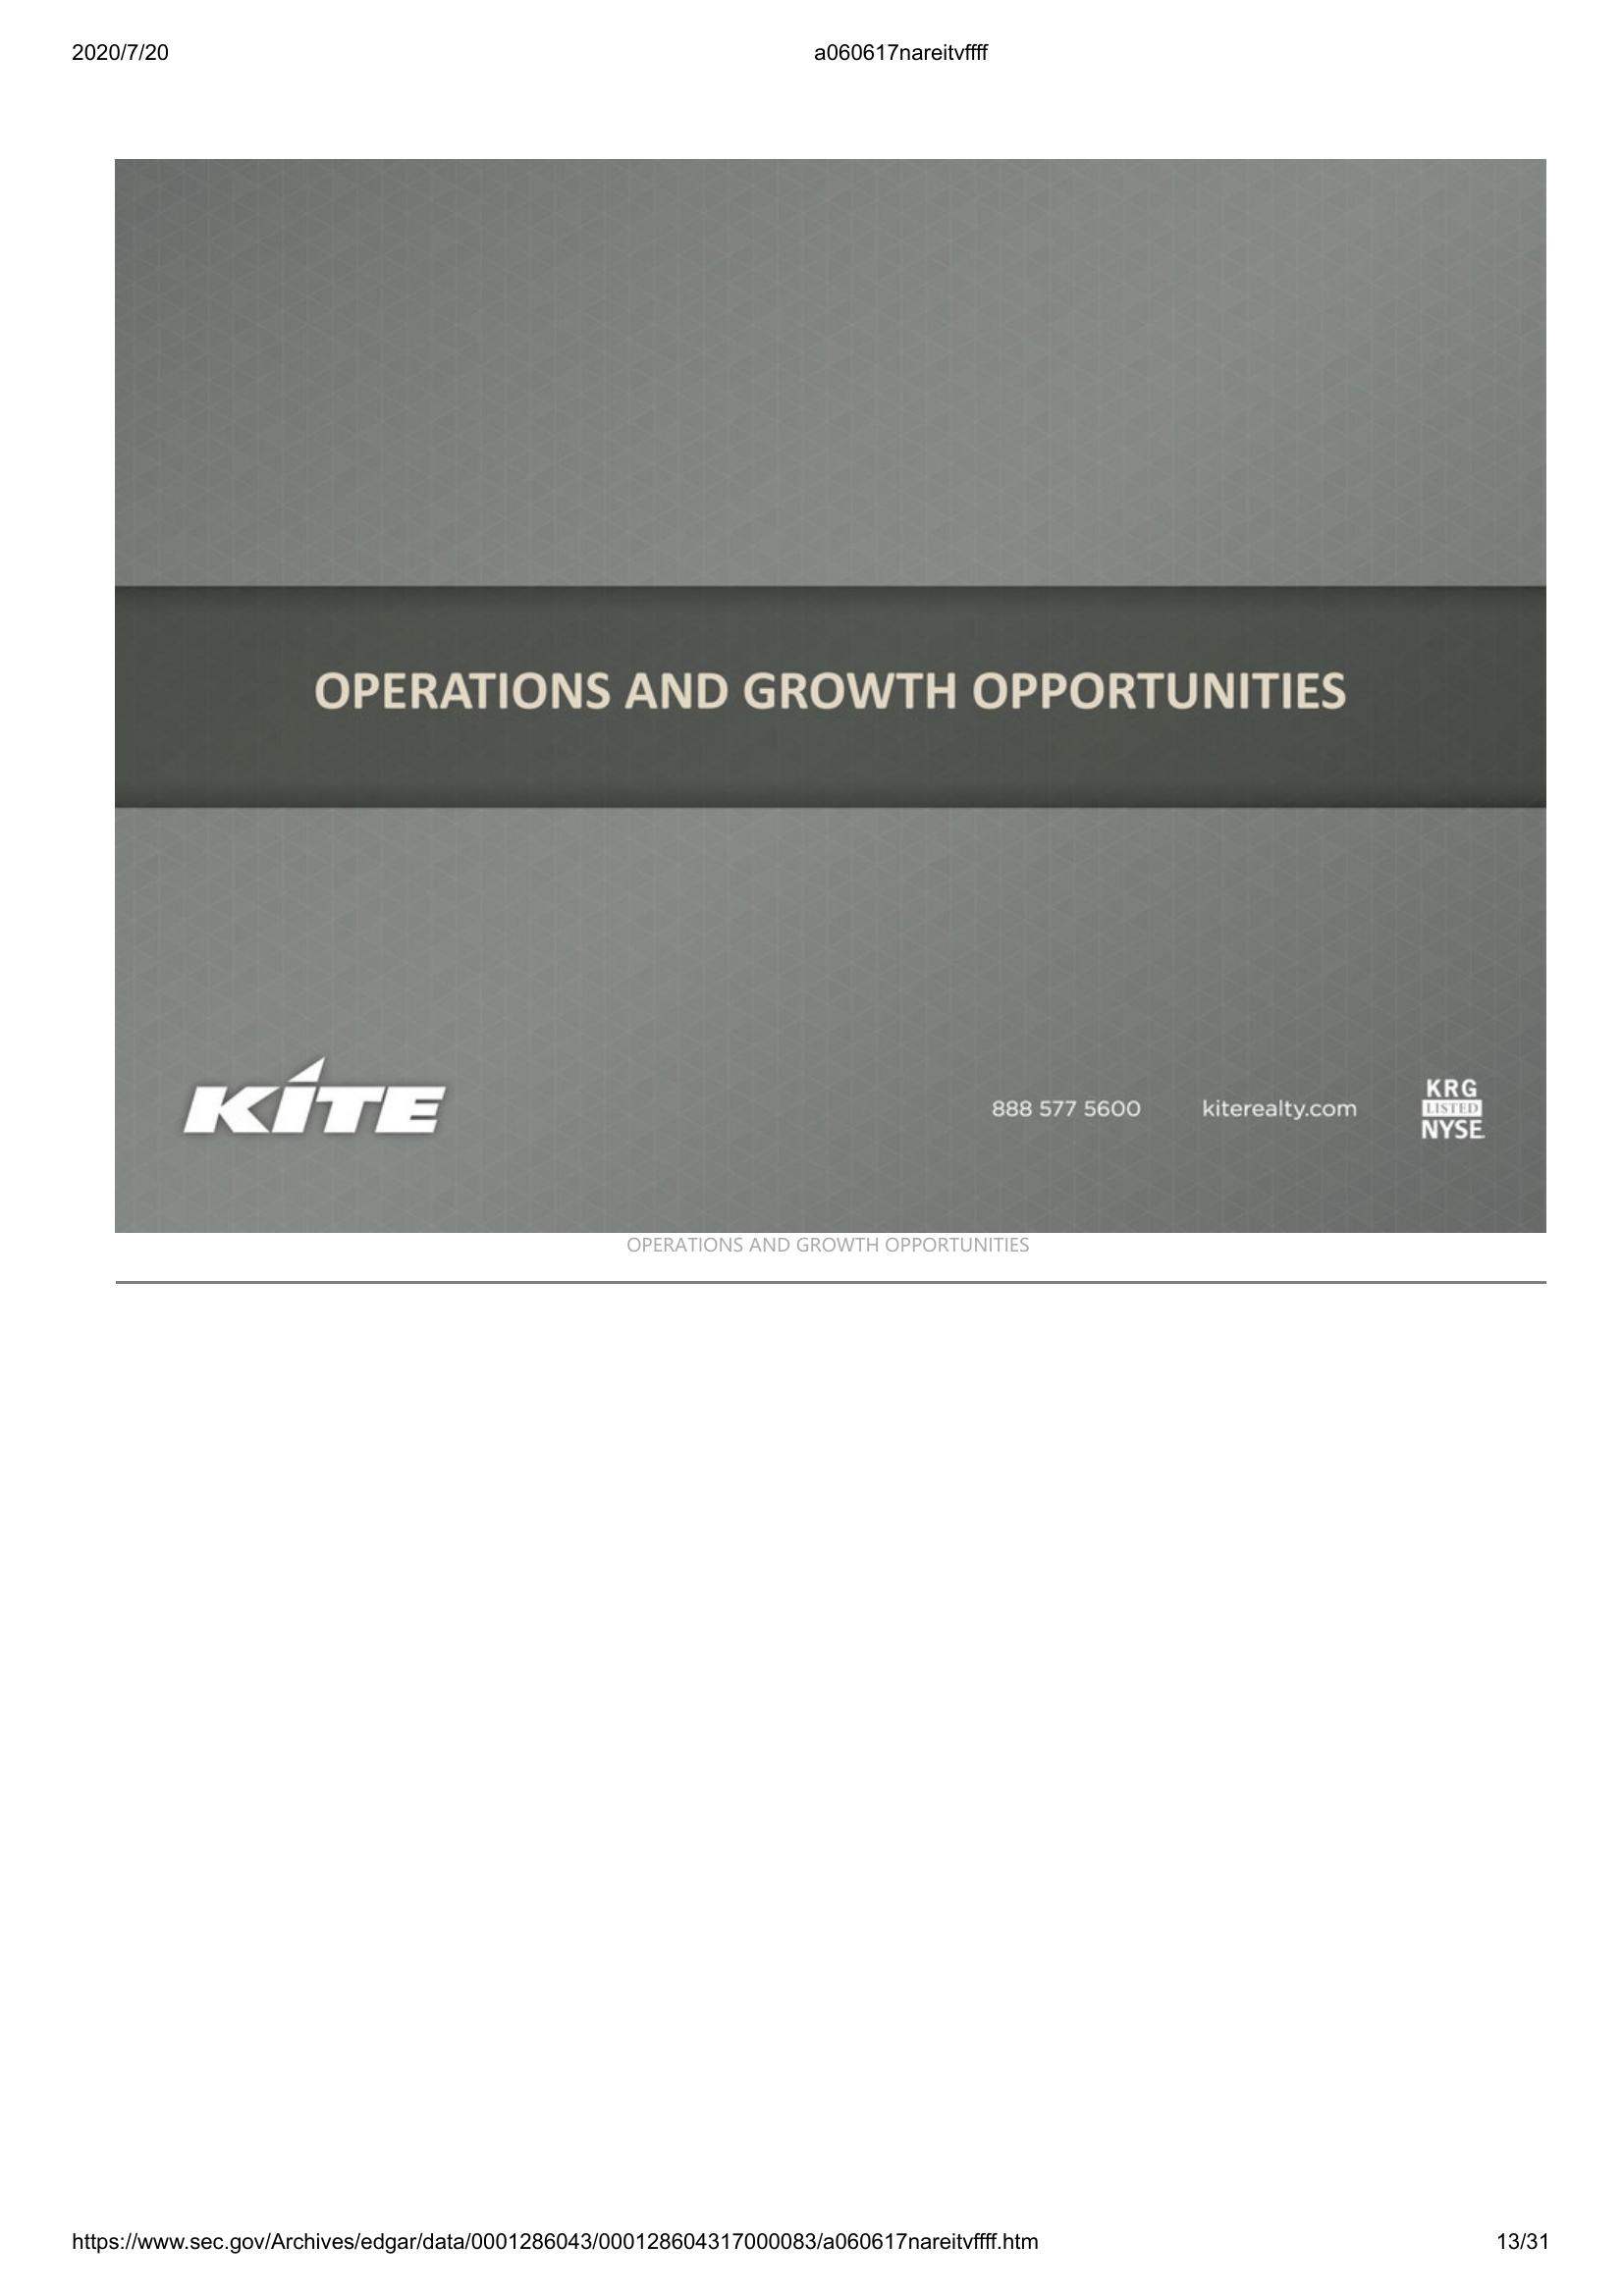 2020/7/20 a060617nareitvffff
OPERATIONS AND GROWTH OPPORTUNITIES
KITE
888 577 5600 kiterealty.com
KRG
LISTED
NYSE
OPERATIONS AND GROWTH OPPORTUNITIES
https://www.sec.gov/Archives/edgar/data/0001286043/000128604317000083/a060617nareitvffff.htm 13/31